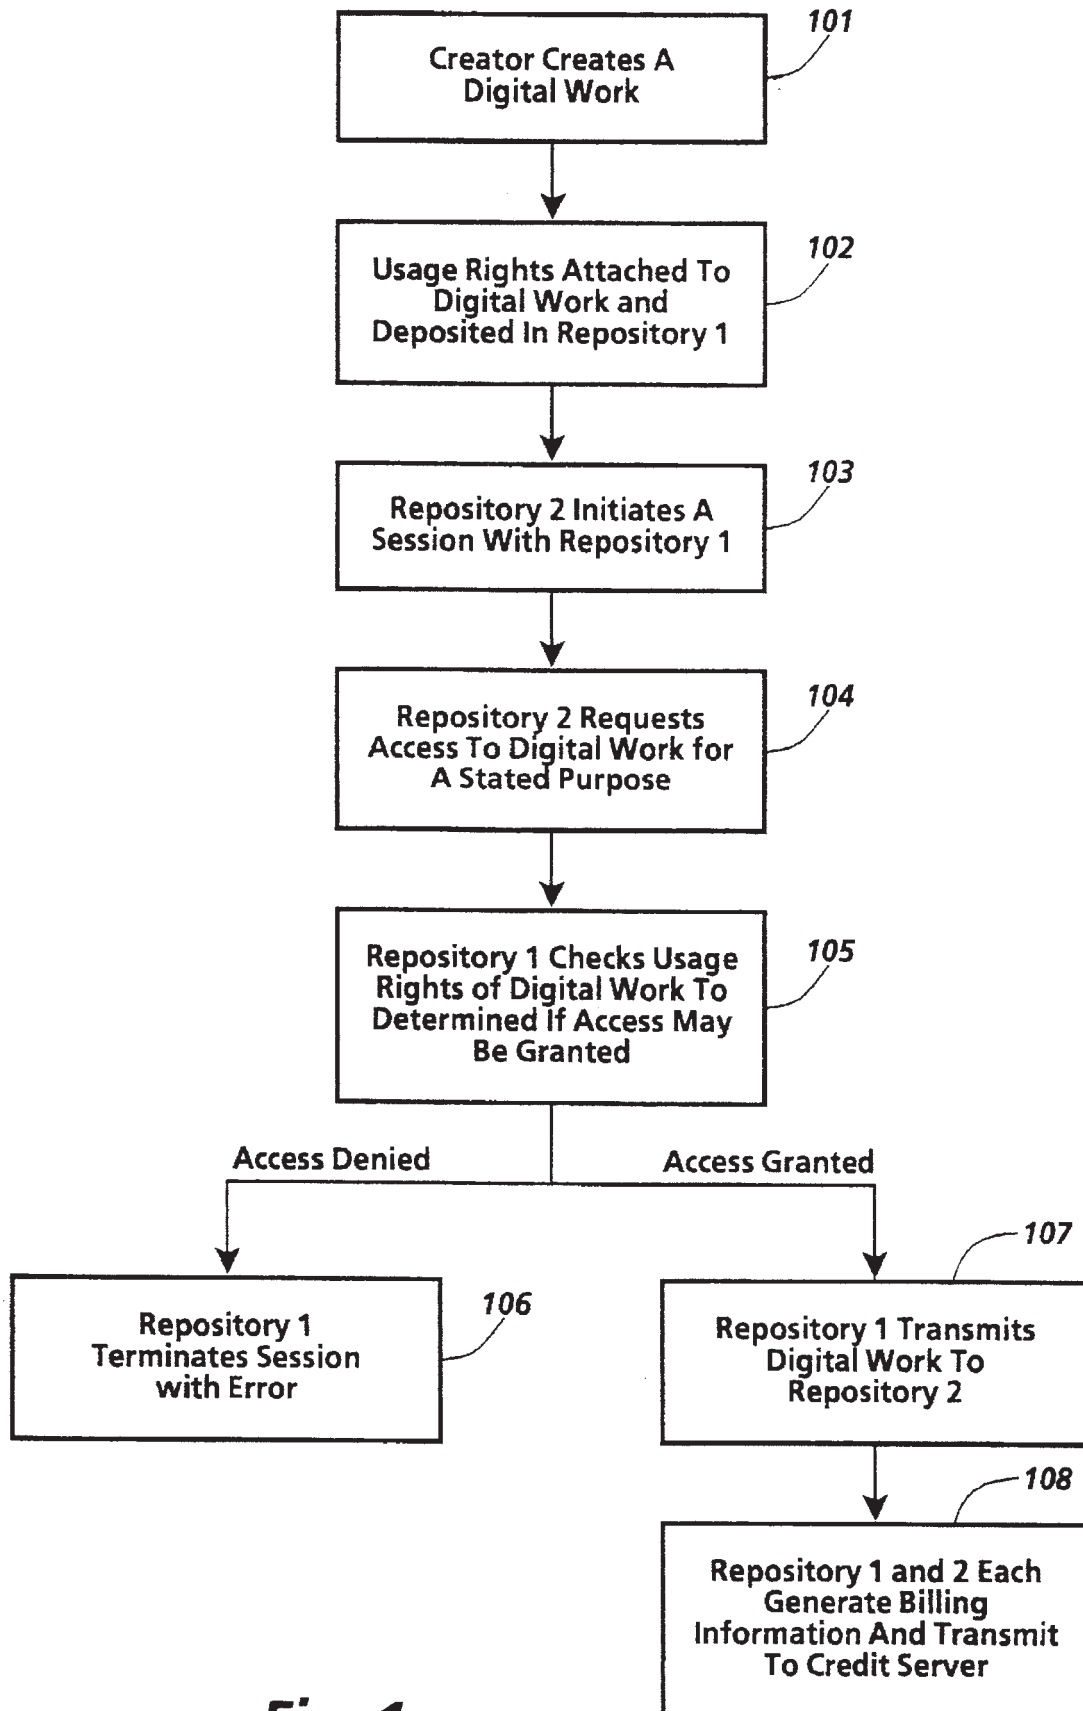 101
Creator Creates A
Digital Work
102
Usage Rights Attached To
Digital Work and
Deposited In Repository 1
103
Repository 2 Initiates A
Session With Repository 1
104
Repository 2 Requests
Access To Digital Work for
A Stated Purpose
105
Repository 1 Checks Usage
Rights of Digital Work To
Determined If Access May
Be Granted
Access Denied
Access Granted
106
Repository 1
Terminates Session
with Error
107
Repository 1 Transmits
Digital Work To
Repository 2
108
Repository 1 and 2 Each
Generate Billing
Information And Transmit
To Credit Server